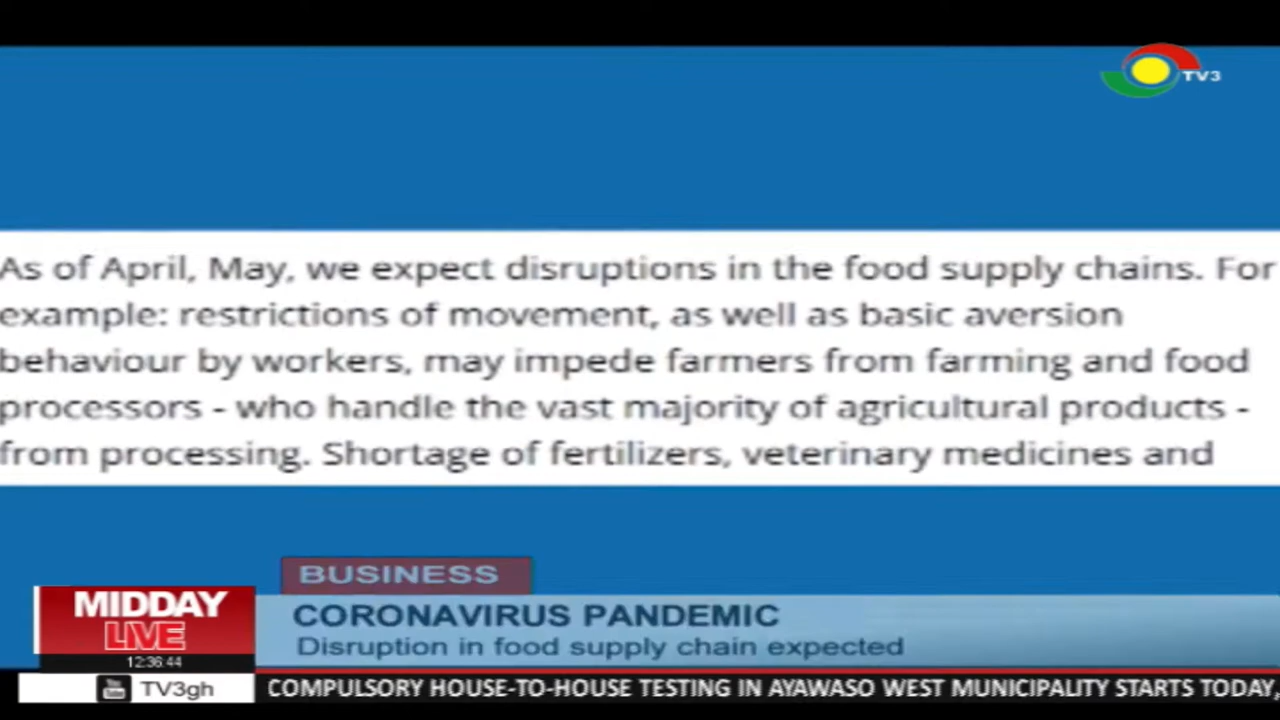 TV3
As of April, May, we expect disruptions in the food supply chains. For
example: restrictions of movement, as well as basic aversion
behaviour by workers, may impede farmers from farming and food
processors - who handle the vast majority of agricultural products -
from processing. Shortage of fertilizers, veterinary medicines and
BUSINESS
MIDDAY
LIVE
12:36:44
CORONAVIRUS PANDEMIC
Disruption in food supply chain expected
You Tube
TV3gh
COMPULSORY HOUSE-TO-HOUSE TESTING IN AYAWASO WEST MUNICIPALITY STARTS TODAY,